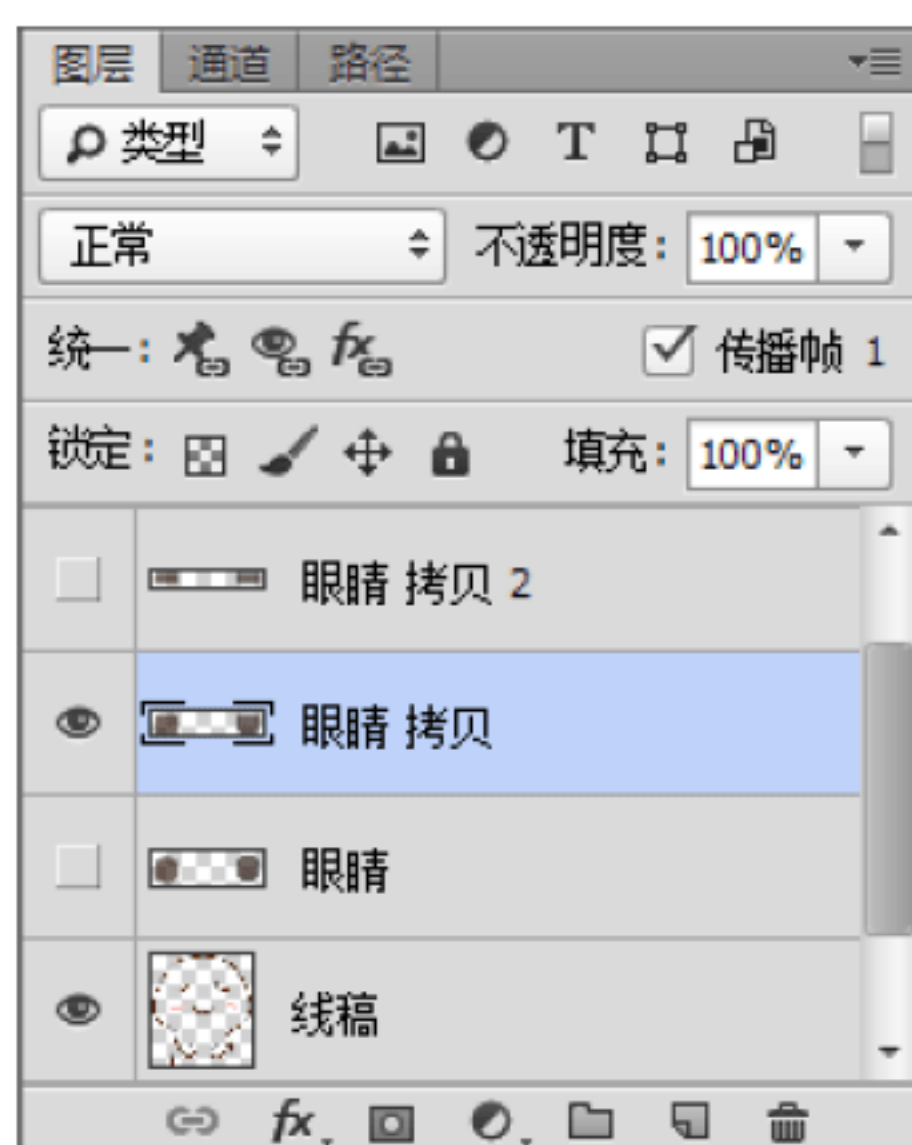 图层 通道 路径
类型 T
正常 不透明度: 100%
统一: fx 传播帧 1
锁定: 填充: 100%
眼睛 拷贝 2
眼睛 拷贝
眼睛
线稿
fx.